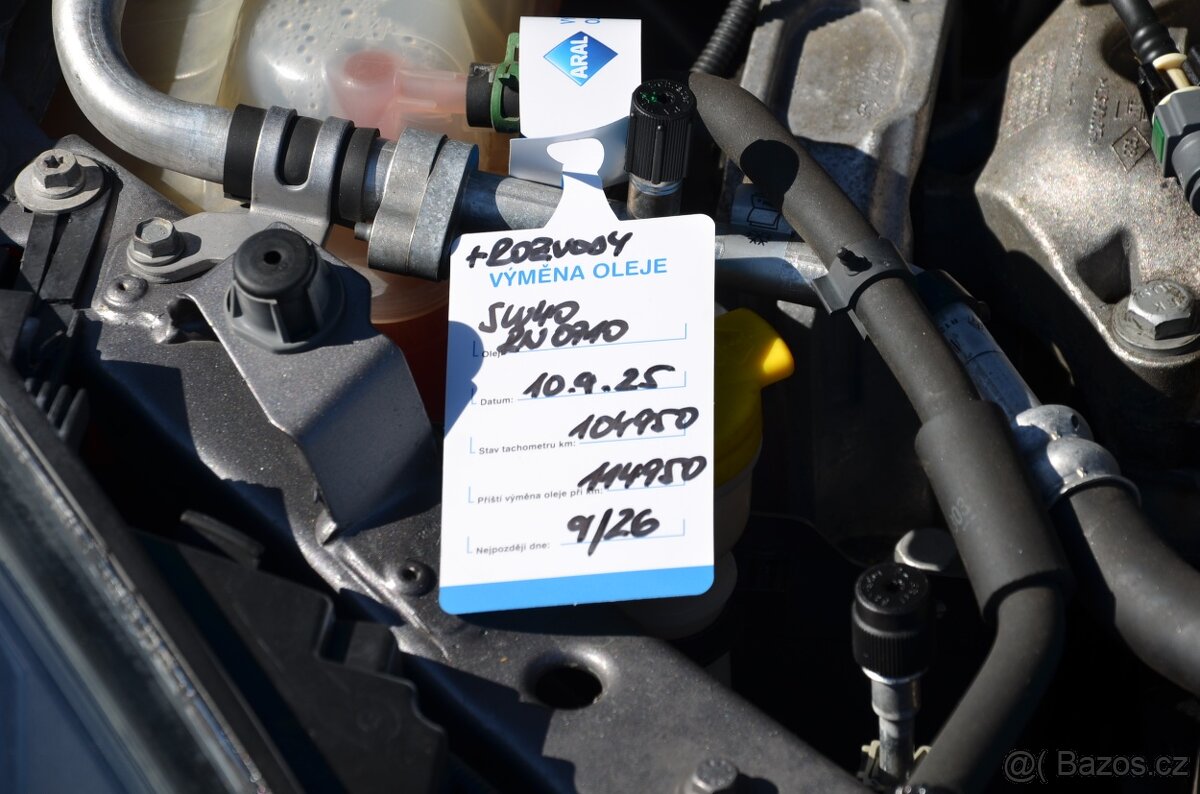 ARAL
+ROZVODY
VÝMĚNA OLEJE
5W40
Olej: RN0710
Datum: 10.9.25
Stav tachometru km: 104950
Příští výměna oleje při km: 114950
Nejpozději dne: 9/26
@( Bazos.cz